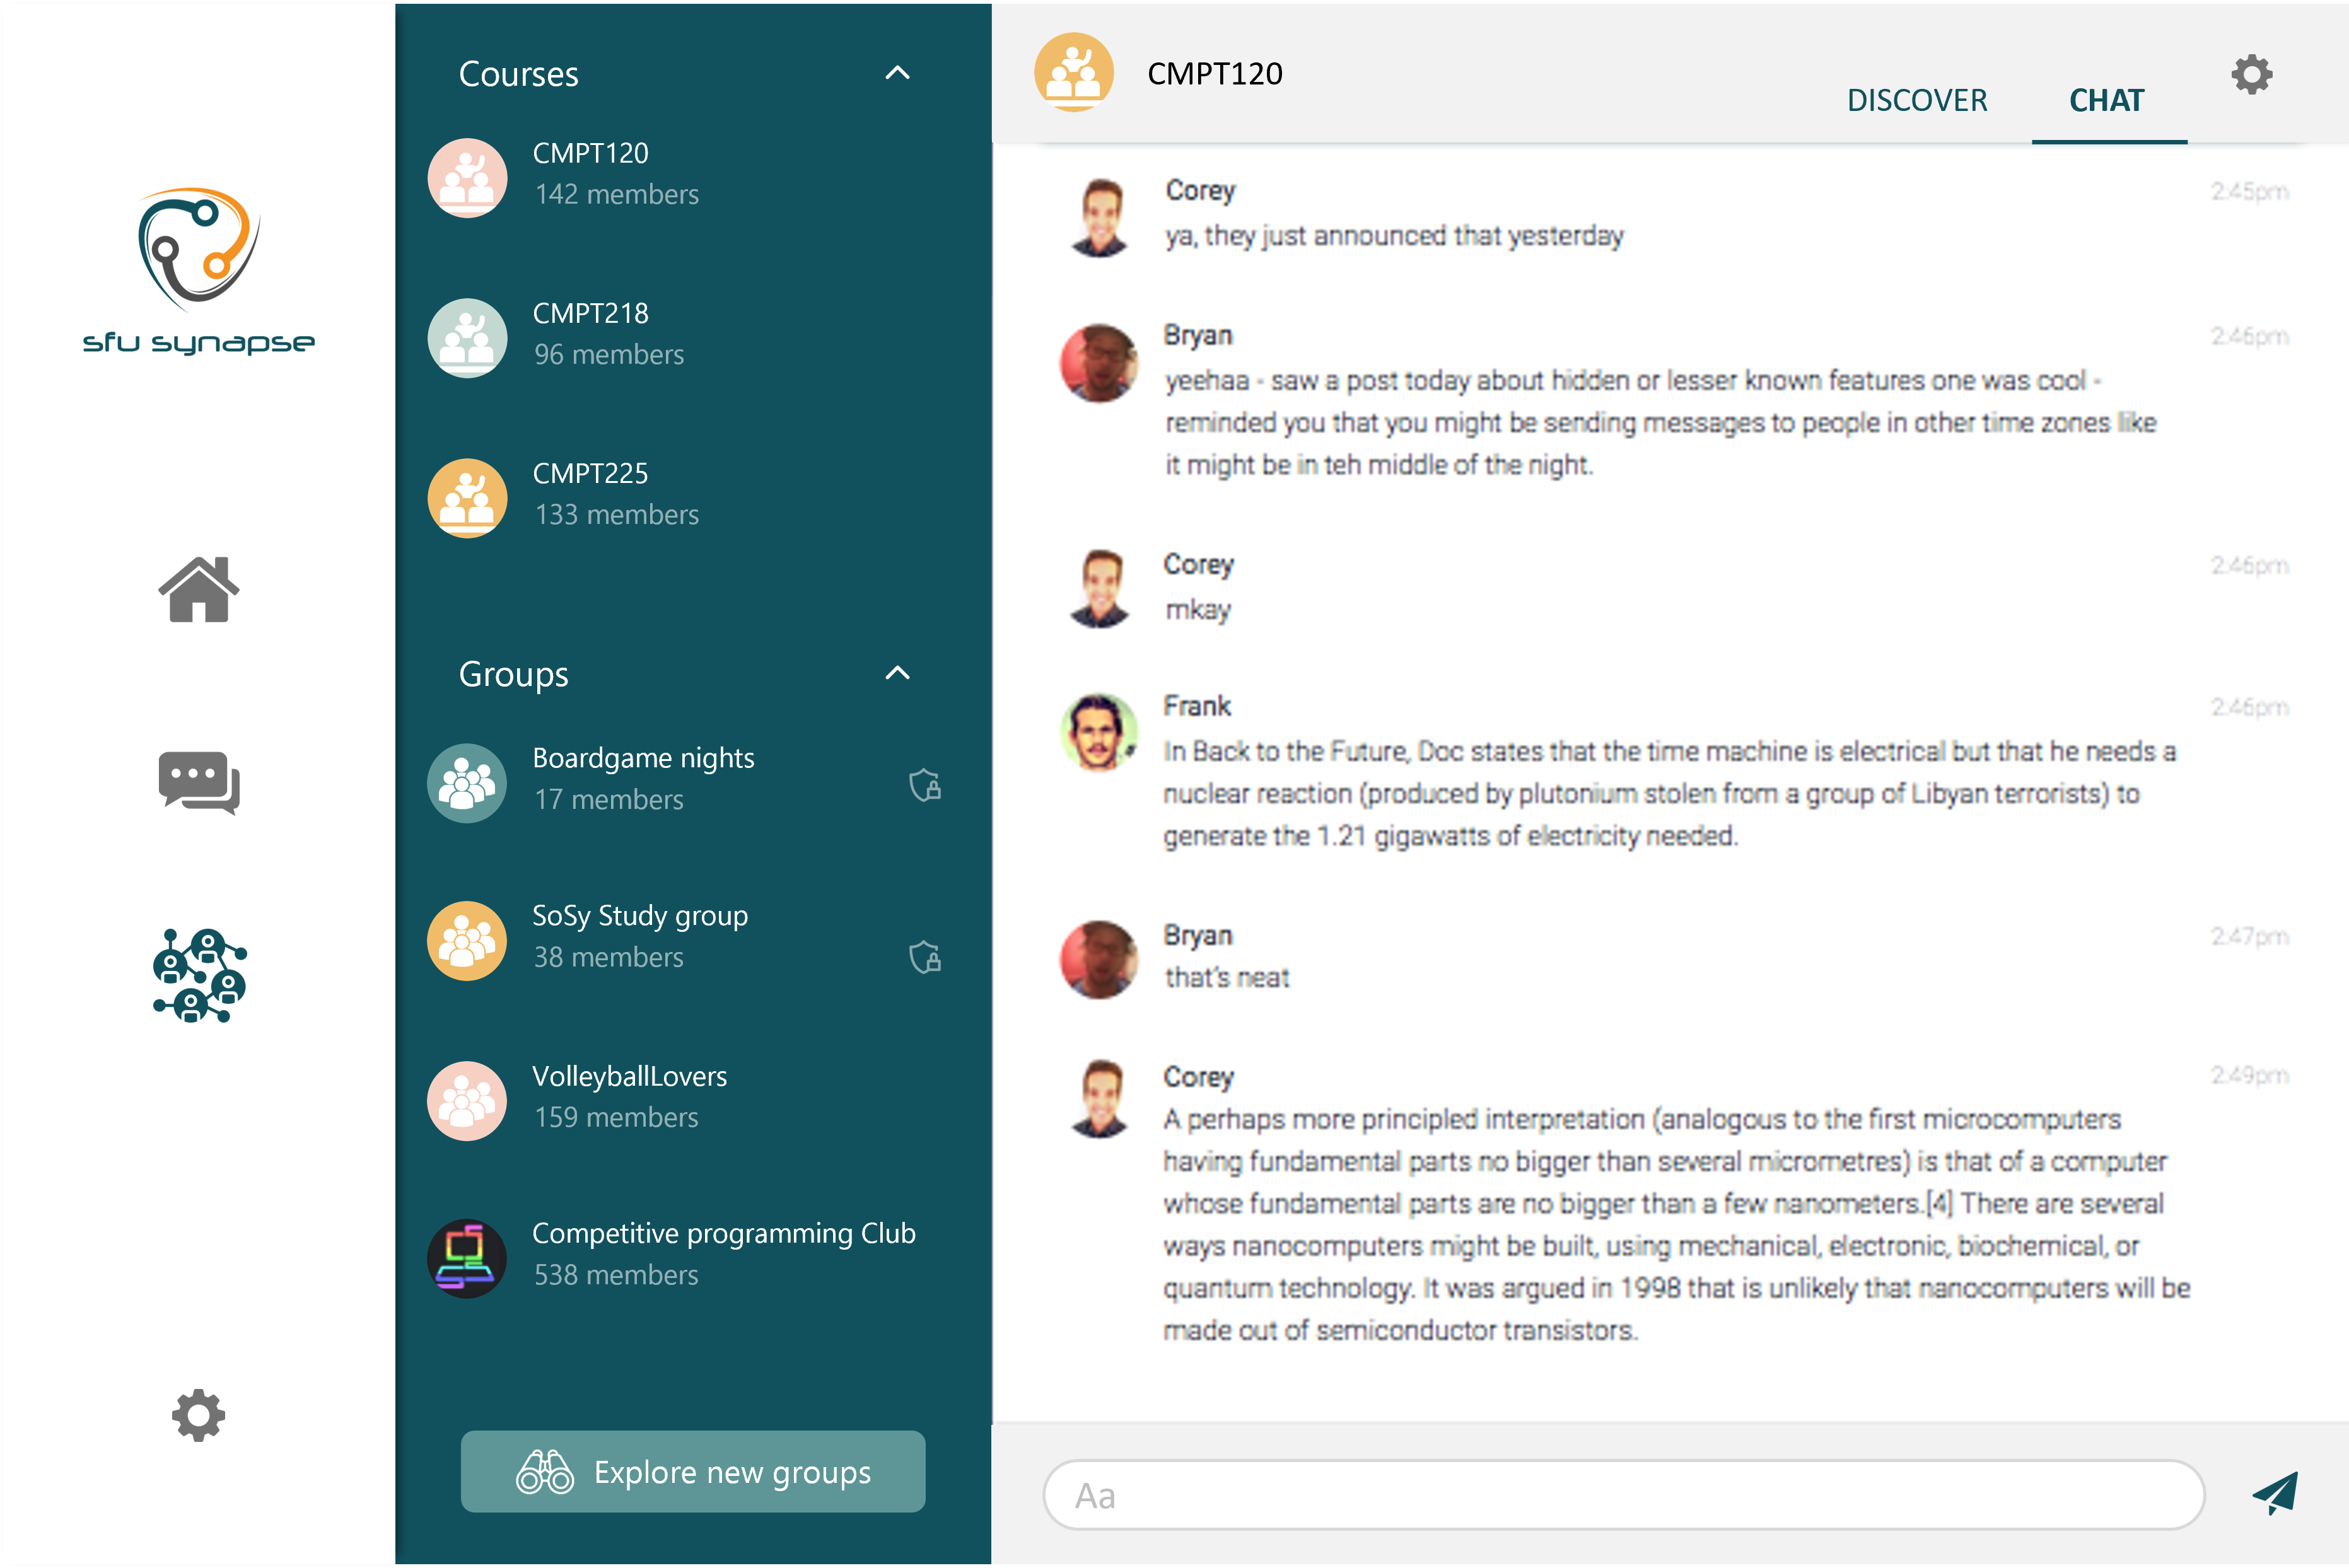 sfu synapse
Courses
CMPT120
142 members
CMPT218
96 members
CMPT225
133 members
Groups
Boardgame nights
17 members
SoSy Study group
38 members
VolleyballLovers
159 members
Competitive programming Club
538 members
Explore new groups
CMPT120
DISCOVER
CHAT
Corey
2:45pm
ya, they just announced that yesterday
Bryan
2:46pm
yeehaa - saw a post today about hidden or lesser known features one was cool -
reminded you that you might be sending messages to people in other time zones like
it might be in teh middle of the night.
Corey
2:46pm
mkay
Frank
2:46pm
In Back to the Future, Doc states that the time machine is electrical but that he needs a
nuclear reaction (produced by plutonium stolen from a group of Libyan terrorists) to
generate the 1.21 gigawatts of electricity needed.
Bryan
2:47pm
that's neat
Corey
2:49pm
A perhaps more principled interpretation (analogous to the first microcomputers
having fundamental parts no bigger than several micrometres) is that of a computer
whose fundamental parts are no bigger than a few nanometers.[4] There are several
ways nanocomputers might be built, using mechanical, electronic, biochemical, or
quantum technology. It was argued in 1998 that is unlikely that nanocomputers will be
made out of semiconductor transistors.
Aa